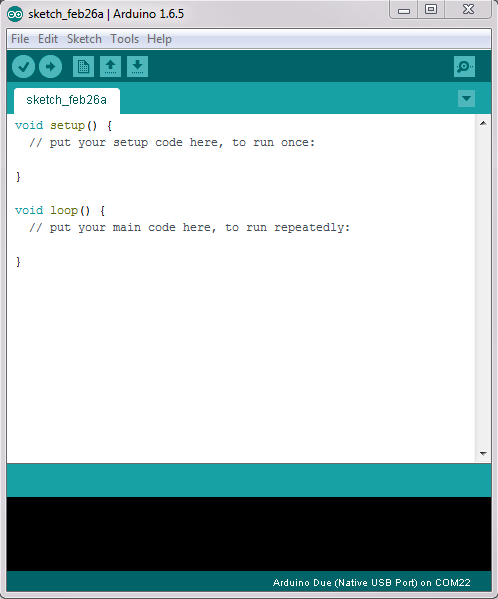 sketch_feb26a | Arduino 1.6.5
File Edit Sketch Tools Help
sketch_feb26a
void setup() {
  // put your setup code here, to run once:
}
void loop() {
  // put your main code here, to run repeatedly:
}
Arduino Due (Native USB Port) on COM22